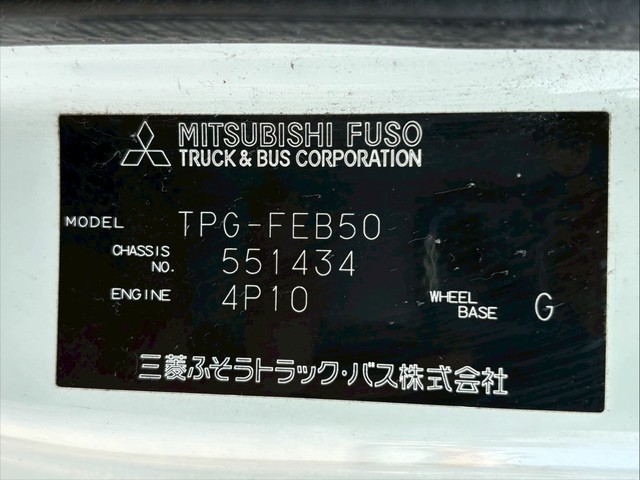 MITSUBISHI FUSO
TRUCK & BUS CORPORATION
MODEL TPG-FEB50
CHASSIS NO. 551434
ENGINE 4P10 WHEEL BASE G
三菱ふそうトラック・バス株式会社